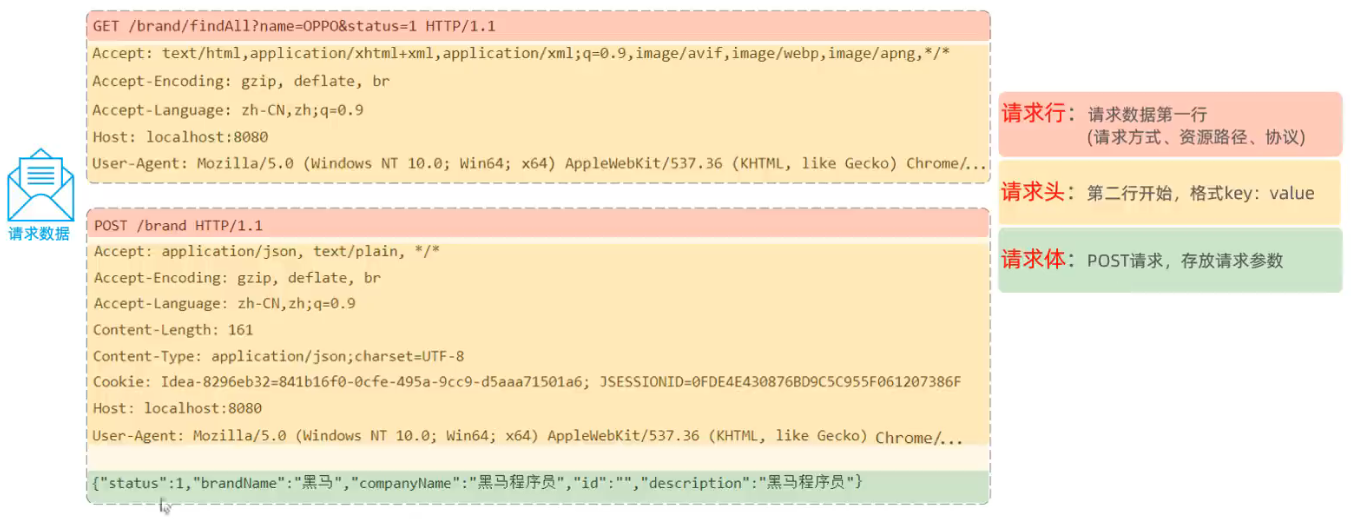 GET /brand/findAll?name=OPPO&status=1 HTTP/1.1
Accept: text/html,application/xhtml+xml,application/xml;q=0.9,image/avif,image/webp,image/apng,*/*
Accept-Encoding: gzip, deflate, br
Accept-Language: zh-CN,zh;q=0.9
Host: localhost:8080
User-Agent: Mozilla/5.0 (Windows NT 10.0; Win64; x64) AppleWebKit/537.36 (KHTML, like Gecko) Chrome/...
请求数据
POST /brand HTTP/1.1
Accept: application/json, text/plain, */*
Accept-Encoding: gzip, deflate, br
Accept-Language: zh-CN,zh;q=0.9
Content-Length: 161
Content-Type: application/json;charset=UTF-8
Cookie: Idea-8296eb32=841b16f0-0cfe-495a-9cc9-d5aaa71501a6; JSESSIONID=0FDE4E430876BD9C5C955F061207386F
Host: localhost:8080
User-Agent: Mozilla/5.0 (Windows NT 10.0; Win64; x64) AppleWebKit/537.36 (KHTML, like Gecko) Chrome/...
{"status":1,"brandName":"黑马","companyName":"黑马程序员","id":"","description":"黑马程序员"}
请求行：请求数据第一行
(请求方式、资源路径、协议)
请求头：第二行开始，格式key：value
请求体：POST请求，存放请求参数